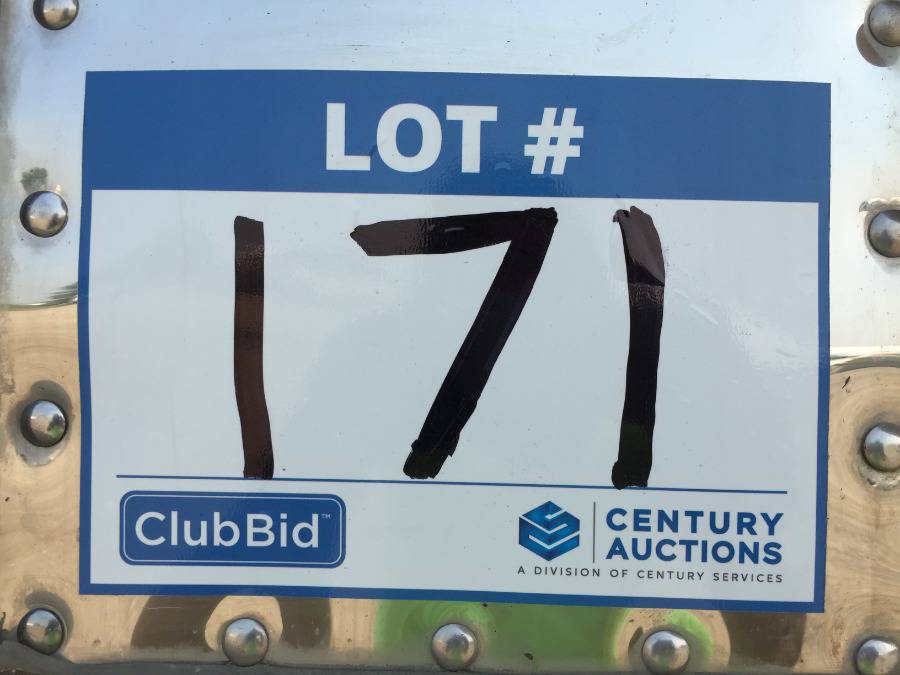 LOT #
171
ClubBid™
CENTURY
AUCTIONS
A DIVISION OF CENTURY SERVICES